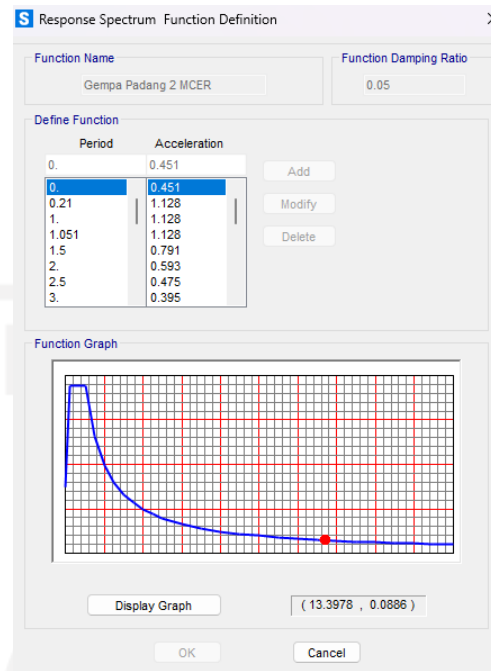 S Response Spectrum Function Definition
Function Name
Function Damping Ratio
Gempa Padang 2 MCER
0.05
Define Function
Period Acceleration
0. 0.451
Add
0. 0.451
0.21 1.128
Modify
1. 1.128
1.051 1.128
Delete
1.5 0.791
2. 0.593
2.5 0.475
3. 0.395
Function Graph
Display Graph
( 13.3978 , 0.0886 )
OK Cancel